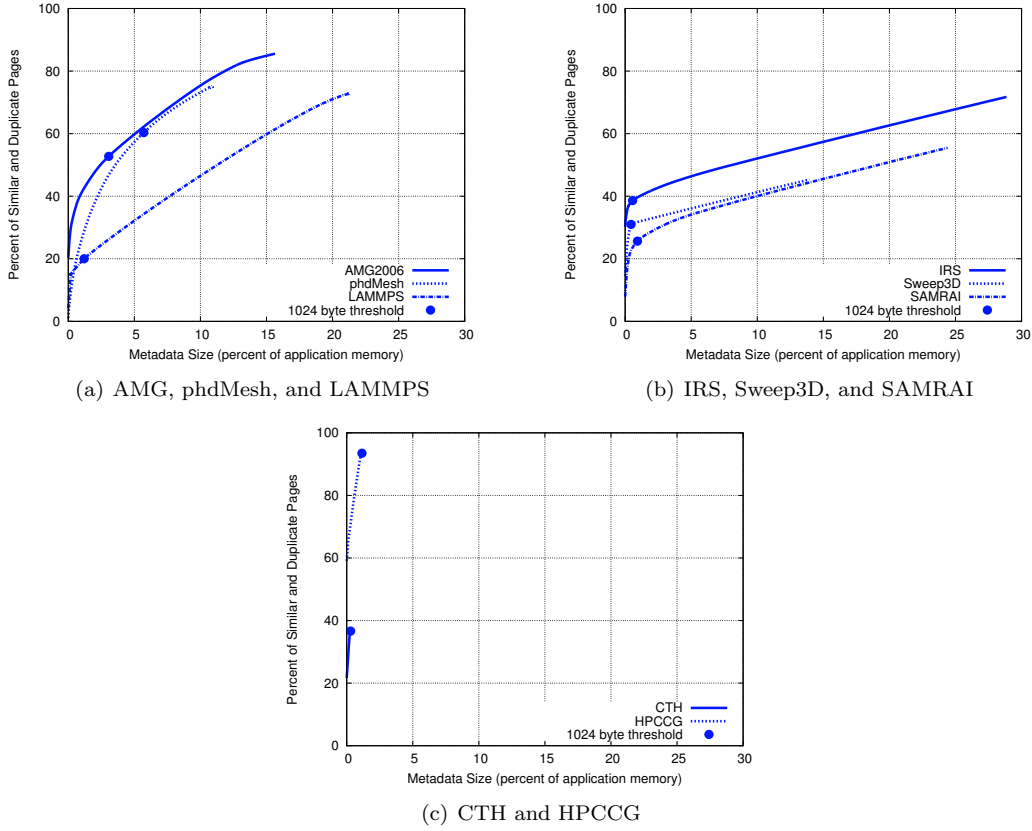 100
80
60
40
20
0
0 5 10 15 20 25 30
Percent of Similar and Duplicate Pages
Metadata Size (percent of application memory)
AMG2006
phdMesh
LAMMPS
1024 byte threshold
(a) AMG, phdMesh, and LAMMPS
100
80
60
40
20
0
0 5 10 15 20 25 30
Percent of Similar and Duplicate Pages
Metadata Size (percent of application memory)
IRS
Sweep3D
SAMRAI
1024 byte threshold
(b) IRS, Sweep3D, and SAMRAI
100
80
60
40
20
0
0 5 10 15 20 25 30
Percent of Similar and Duplicate Pages
Metadata Size (percent of application memory)
CTH
HPCCG
1024 byte threshold
(c) CTH and HPCCG